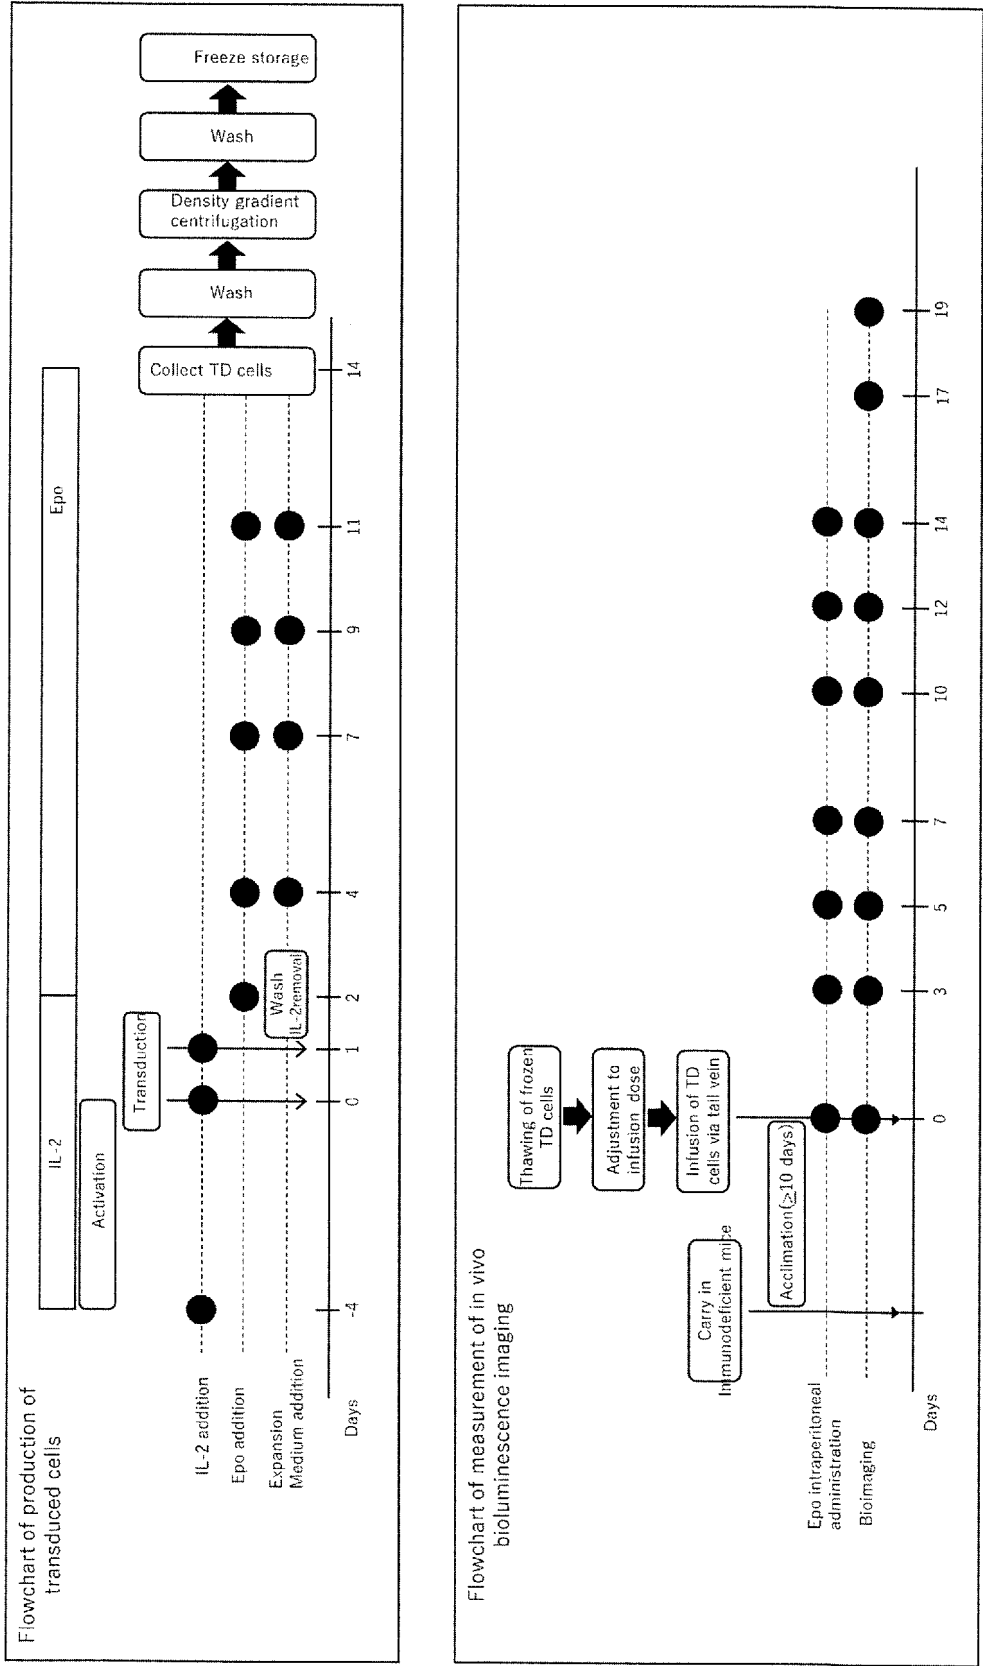 Flowchart of production of
transduced cells
IL-2
Epo
Activation
Transduction
IL-2 addition
Epo addition
Expansion
Medium addition
Wash
IL-2removal
Collect TD cells
Wash
Density gradient
centrifugation
Wash
Freeze storage
Days
-4
0
1
2
4
7
9
11
14
Flowchart of measurement of in vivo
bioluminescence imaging
Thawing of frozen
TD cells
Adjustment to
infusion dose
Infusion of TD
cells via tail vein
Carry in
Immunodeficient mice
Acclimation(≥10 days)
Epo intraperitoneal
administration
Bioimaging
Days
0
3
5
7
10
12
14
17
19